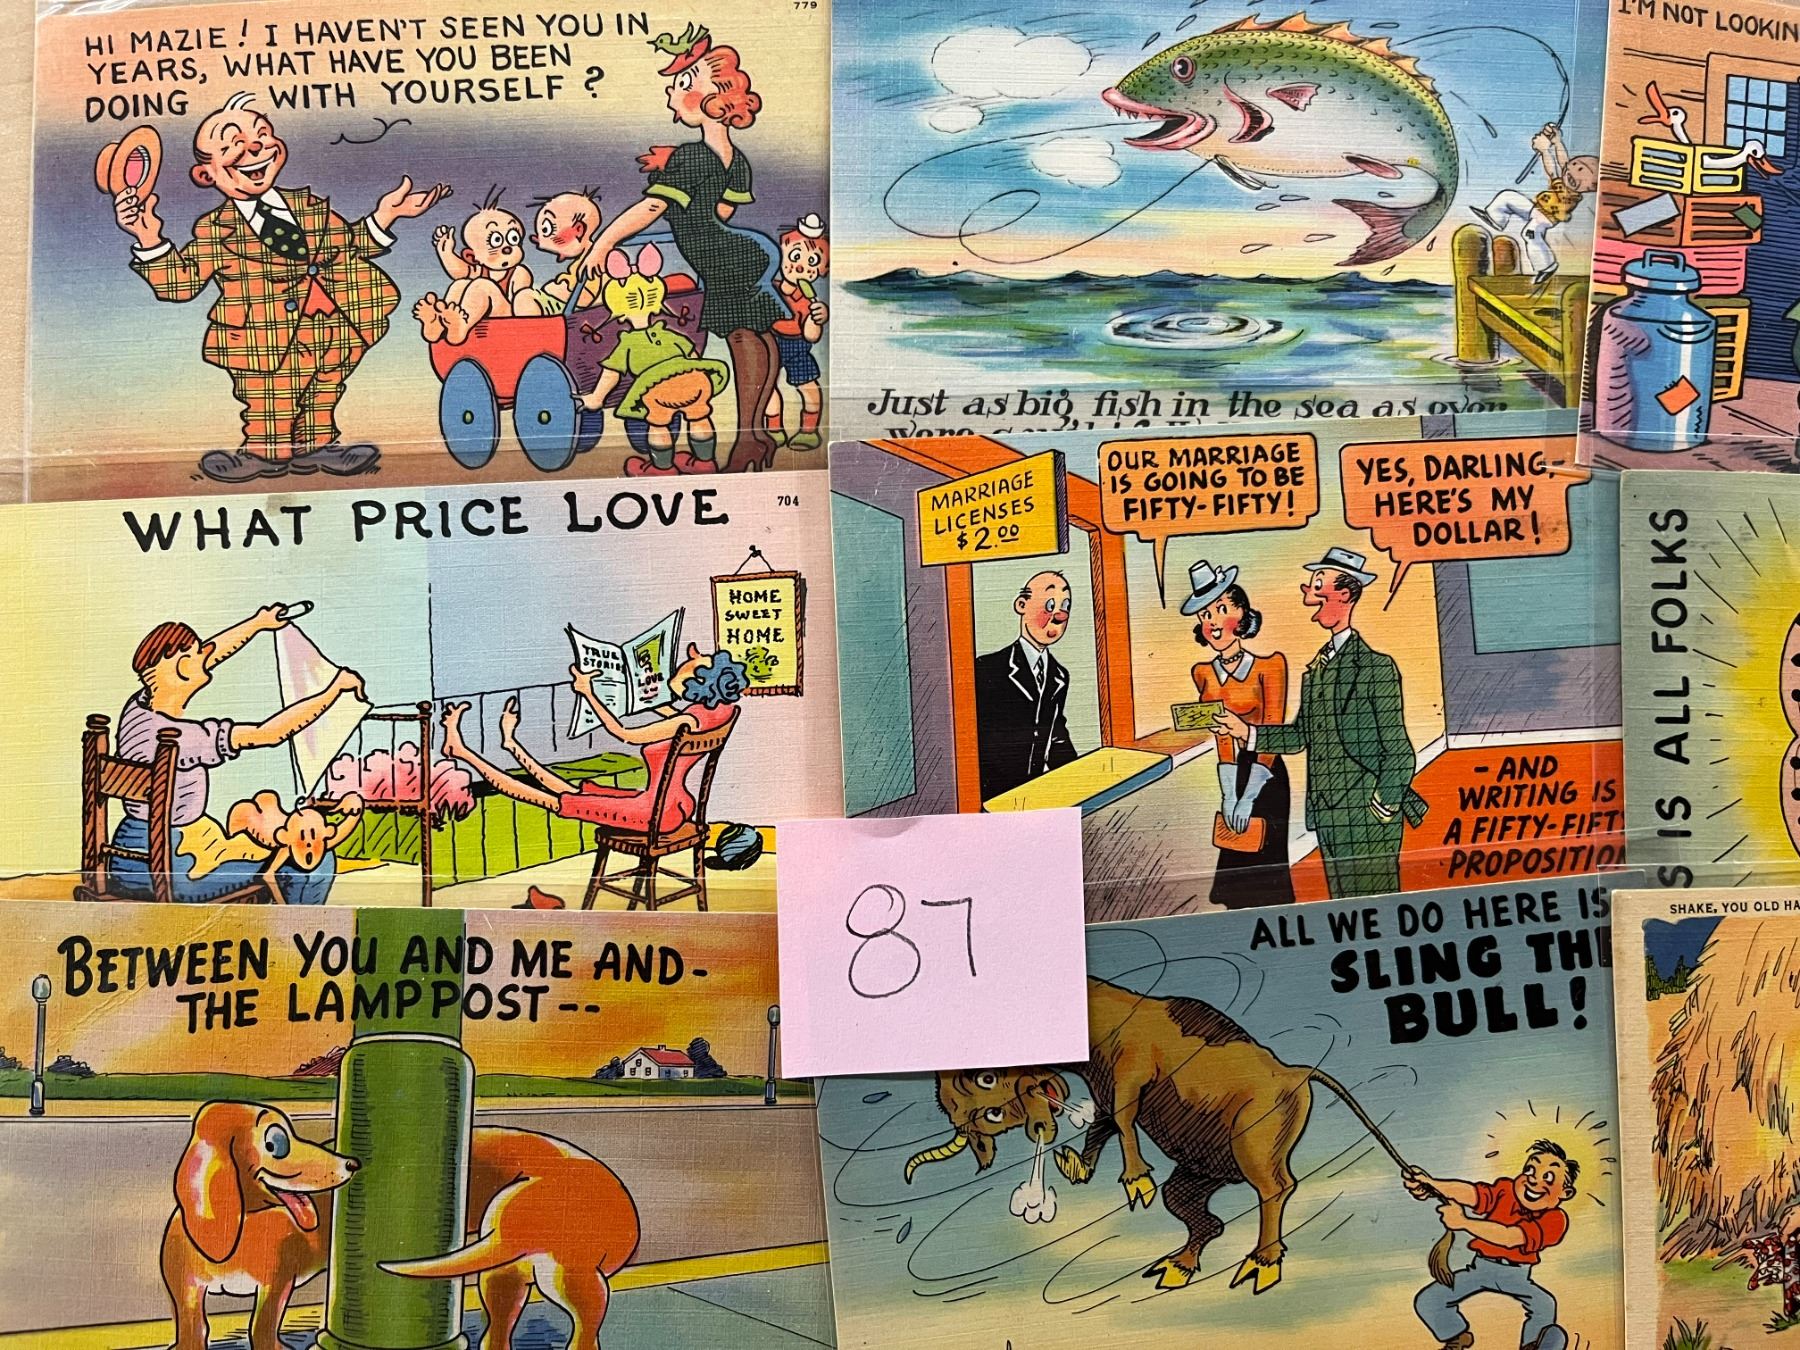 779
HI MAZIE! I HAVEN'T SEEN YOU IN
YEARS, WHAT HAVE YOU BEEN
DOING WITH YOURSELF?
Just as big fish in the sea as ever
I'M NOT LOOKIN
WHAT PRICE LOVE
704
HOME
SWEET
HOME
TRUE
STORIES
LOVE
MARRIAGE
LICENSES
$2.00
OUR MARRIAGE
IS GOING TO BE
FIFTY-FIFTY!
YES, DARLING,-
HERE'S MY
DOLLAR!
- AND
WRITING IS
A FIFTY-FIFT
PROPOSITION
S IS ALL FOLKS
BETWEEN YOU AND ME AND-
THE LAMPPOST--
87
ALL WE DO HERE IS
SLING THE
BULL!
SHAKE, YOU OLD HA